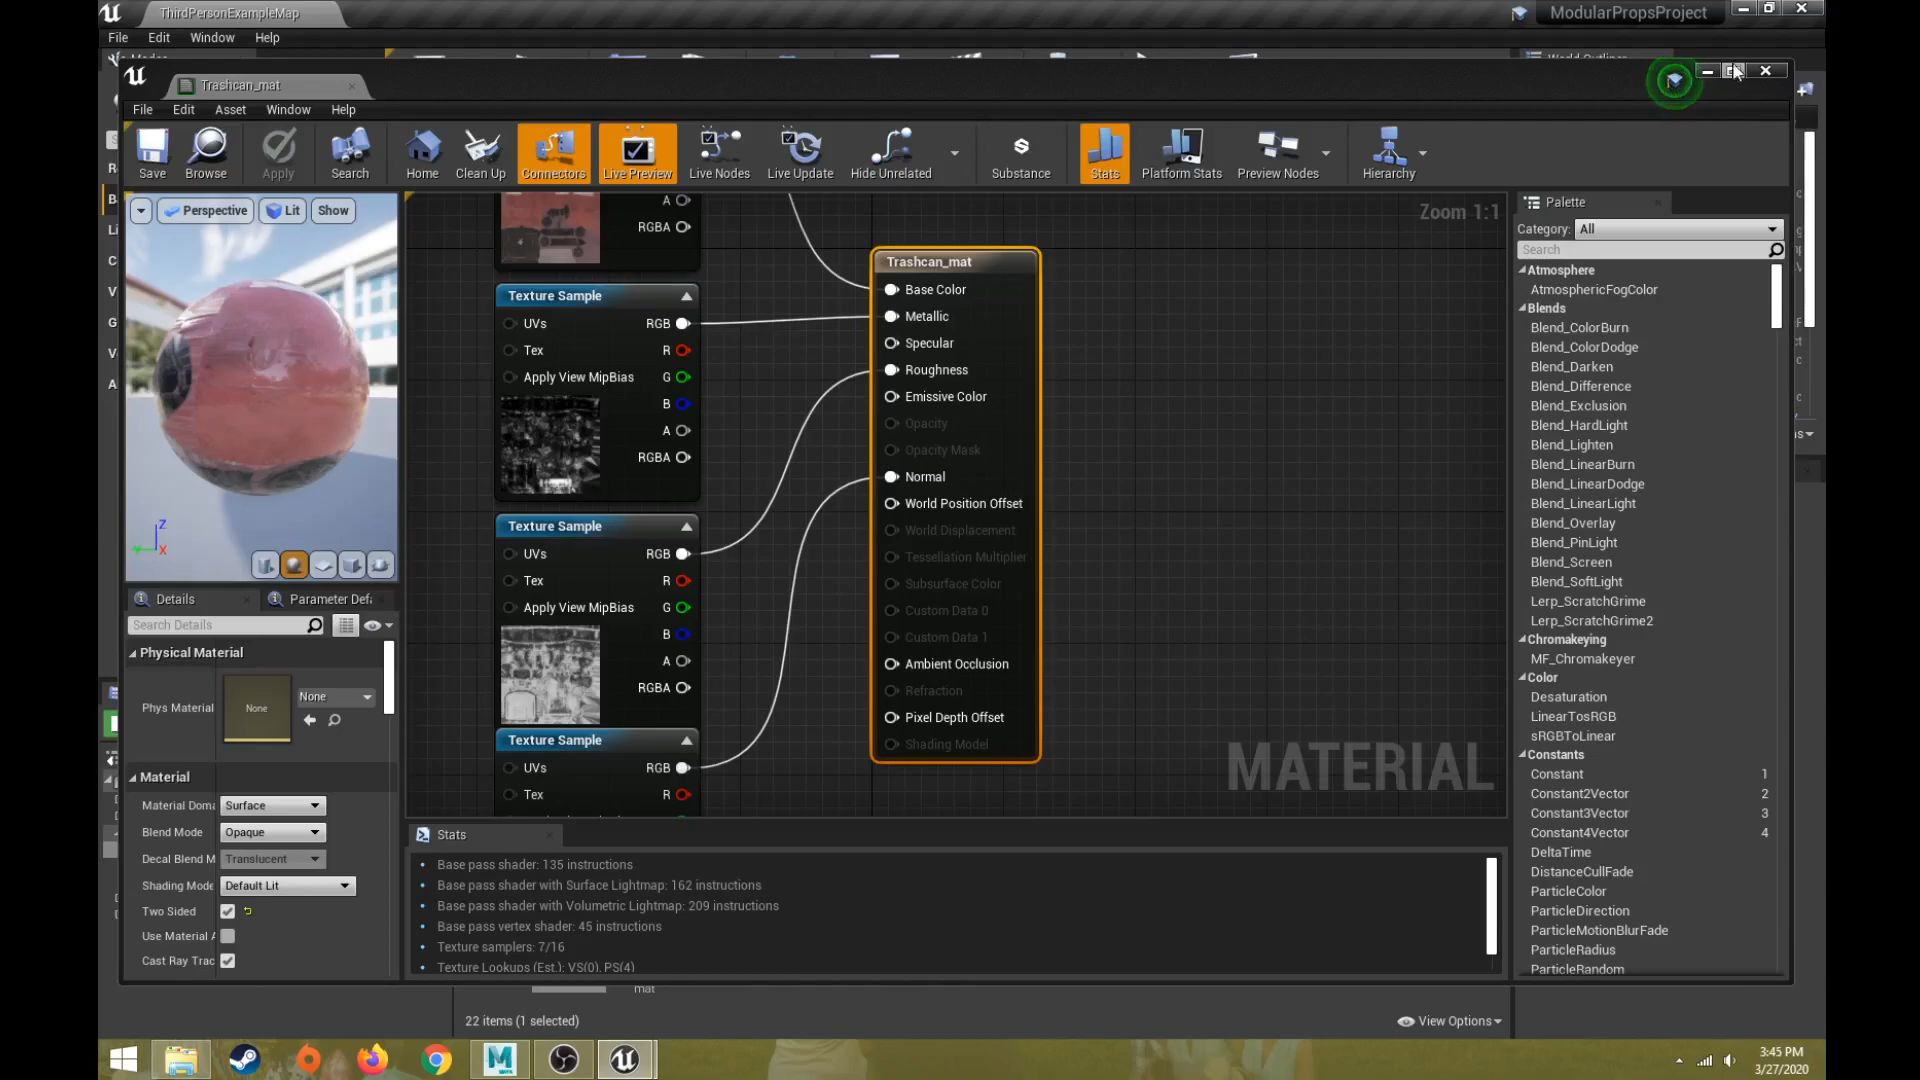 ThirdPersonExampleMap
ModularPropsProject
File Edit Window Help
Trashcan_mat
File Edit Asset Window Help
Save
Browse
Apply
Search
Home
Clean Up
Connectors
Live Preview
Live Nodes
Live Update
Hide Unrelated
Substance
Stats
Platform Stats
Preview Nodes
Hierarchy
Perspective
Lit
Show
Z
X
Zoom 1:1
A
RGBA
Texture Sample
UVs RGB
Tex R
Apply View MipBias G
B
A
RGBA
Texture Sample
UVs RGB
Tex R
Apply View MipBias G
B
A
RGBA
Texture Sample
UVs RGB
Tex R
Trashcan_mat
Base Color
Metallic
Specular
Roughness
Emissive Color
Opacity
Opacity Mask
Normal
World Position Offset
World Displacement
Tessellation Multiplier
Subsurface Color
Custom Data 0
Custom Data 1
Ambient Occlusion
Refraction
Pixel Depth Offset
Shading Model
MATERIAL
Details
Parameter Defa
Search Details
Physical Material
Phys Material
None
None
Material
Material Doma Surface
Blend Mode Opaque
Decal Blend M Translucent
Shading Mode Default Lit
Two Sided
Use Material A
Cast Ray Trac
Stats
Base pass shader: 135 instructions
Base pass shader with Surface Lightmap: 162 instructions
Base pass shader with Volumetric Lightmap: 209 instructions
Base pass vertex shader: 45 instructions
Texture samplers: 7/16
Texture Lookups (Est.): VS(0), PS(4)
Palette
Category: All
Search
Atmosphere
AtmosphericFogColor
Blends
Blend_ColorBurn
Blend_ColorDodge
Blend_Darken
Blend_Difference
Blend_Exclusion
Blend_HardLight
Blend_Lighten
Blend_LinearBurn
Blend_LinearDodge
Blend_LinearLight
Blend_Overlay
Blend_PinLight
Blend_Screen
Blend_SoftLight
Lerp_ScratchGrime
Lerp_ScratchGrime2
Chromakeying
MF_Chromakeyer
Color
Desaturation
LinearTosRGB
sRGBToLinear
Constants
Constant 1
Constant2Vector 2
Constant3Vector 3
Constant4Vector 4
DeltaTime
DistanceCullFade
ParticleColor
ParticleDirection
ParticleMotionBlurFade
ParticleRadius
ParticleRandom
mat
22 items (1 selected)
View Options
3:45 PM
3/27/2020